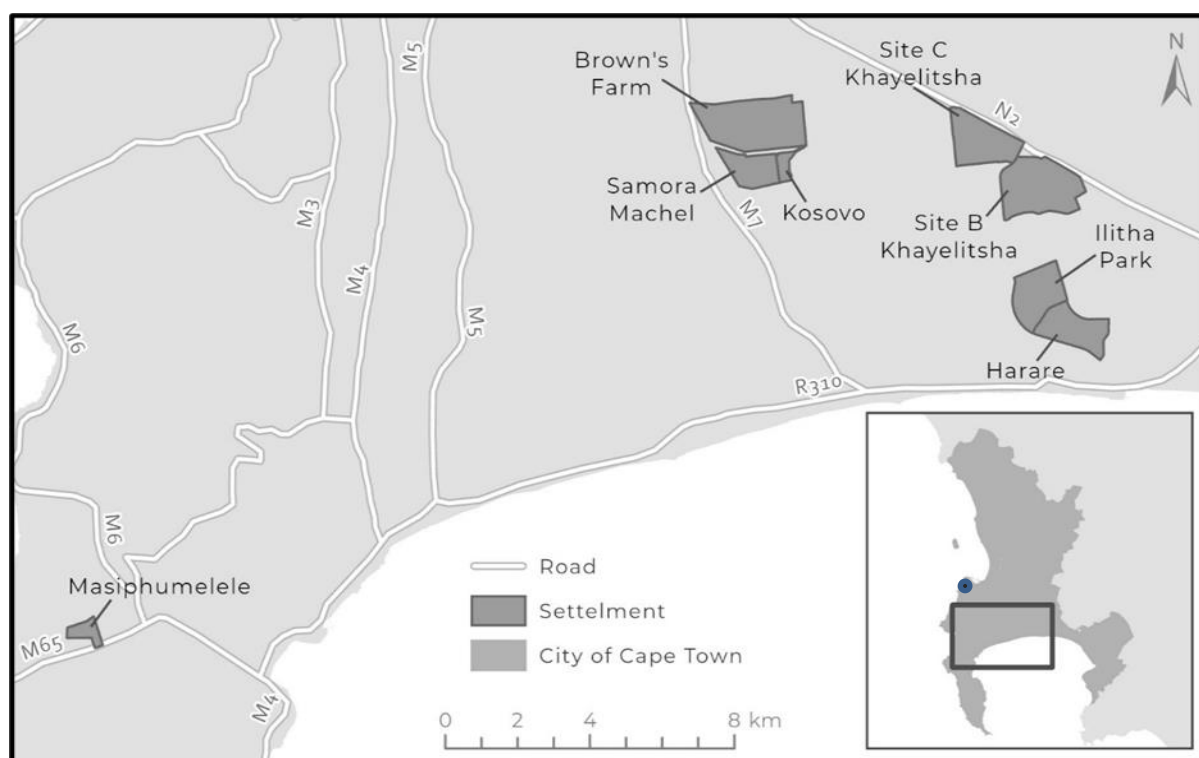 M5
Brown's
Farm
Site C
Khayelitsha
N
N2
M3
Samora
Machel
M7
Kosovo
Site B
Khayelitsha
Ilitha
Park
M4
M6
M5
Harare
R310
M6
Masiphumelele
M65
M4
Road
Settelment
City of Cape Town
0 2 4 8 km